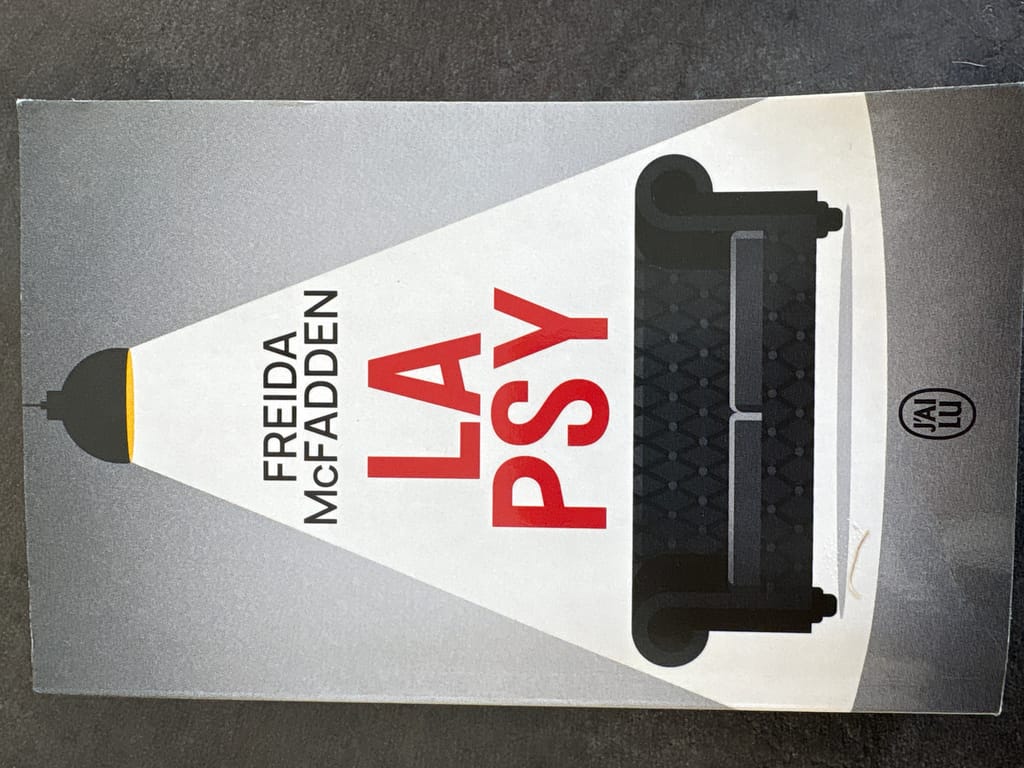 FREIDA
McFADDEN
LA
PSY
J'AI
LU